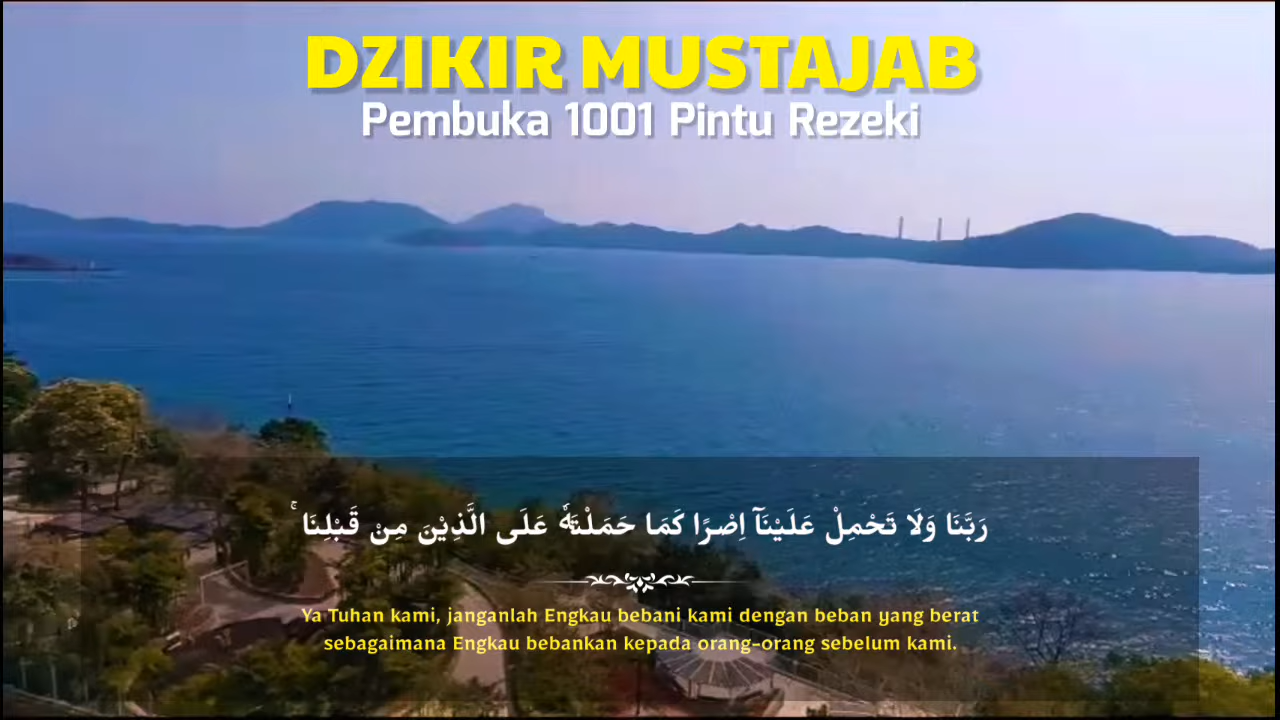 DZIKIR MUSTAJAB
Pembuka 1001 Pintu Rezeki
رَبَّنَا وَلَا تَحْمِلْ عَلَيْنَآ اِصْرًا كَمَا حَمَلْتَهٗ عَلَى الَّذِيْنَ مِنْ قَبْلِنَا ۚ
Ya Tuhan kami, janganlah Engkau bebani kami dengan beban yang berat
sebagaimana Engkau bebankan kepada orang-orang sebelum kami.